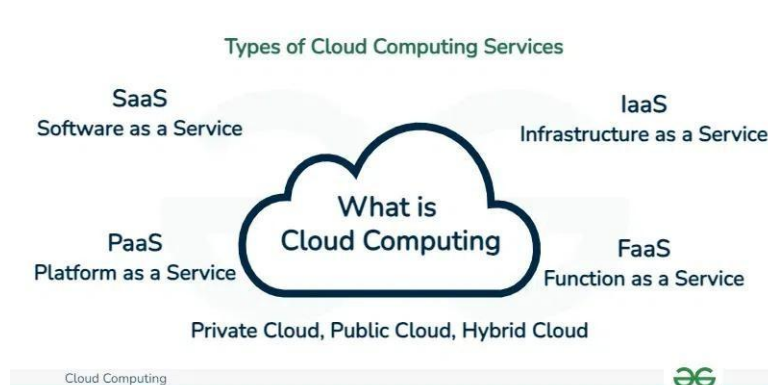 Types of Cloud Computing Services
SaaS
Software as a Service
IaaS
Infrastructure as a Service
What is
Cloud Computing
PaaS
Platform as a Service
FaaS
Function as a Service
Private Cloud, Public Cloud, Hybrid Cloud
Cloud Computing